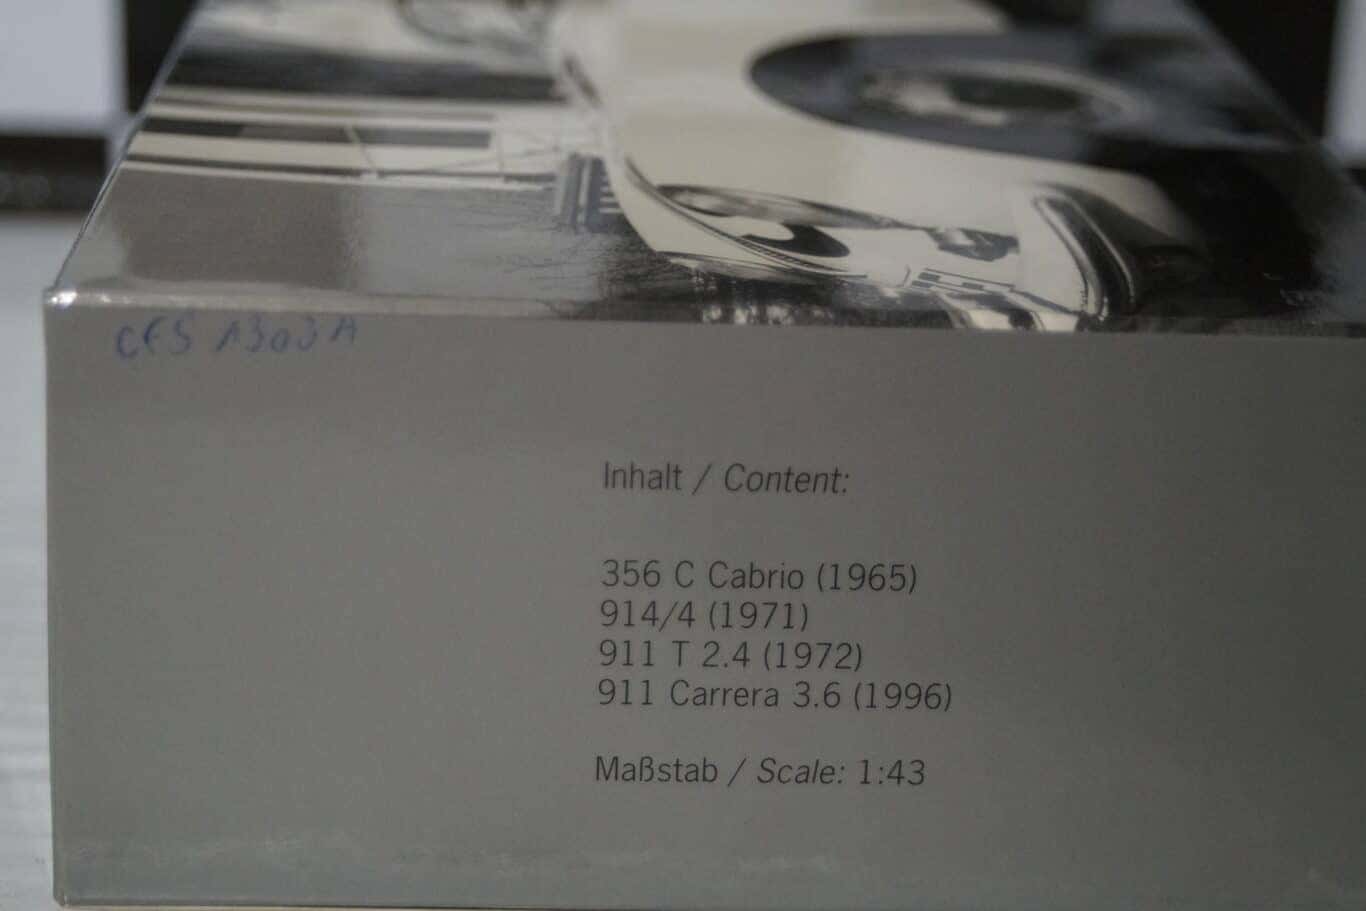 CFS 1303A
Inhalt / Content:
356 C Cabrio (1965)
914/4 (1971)
911 T 2.4 (1972)
911 Carrera 3.6 (1996)
Maßstab / Scale: 1:43